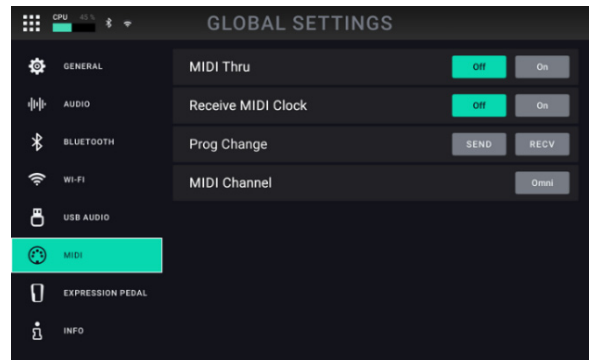 CPU 45 % GLOBAL SETTINGS
GENERAL
AUDIO
BLUETOOTH
WI-FI
USB AUDIO
MIDI
EXPRESSION PEDAL
INFO
MIDI Thru Off On
Receive MIDI Clock Off On
Prog Change SEND RECV
MIDI Channel Omni